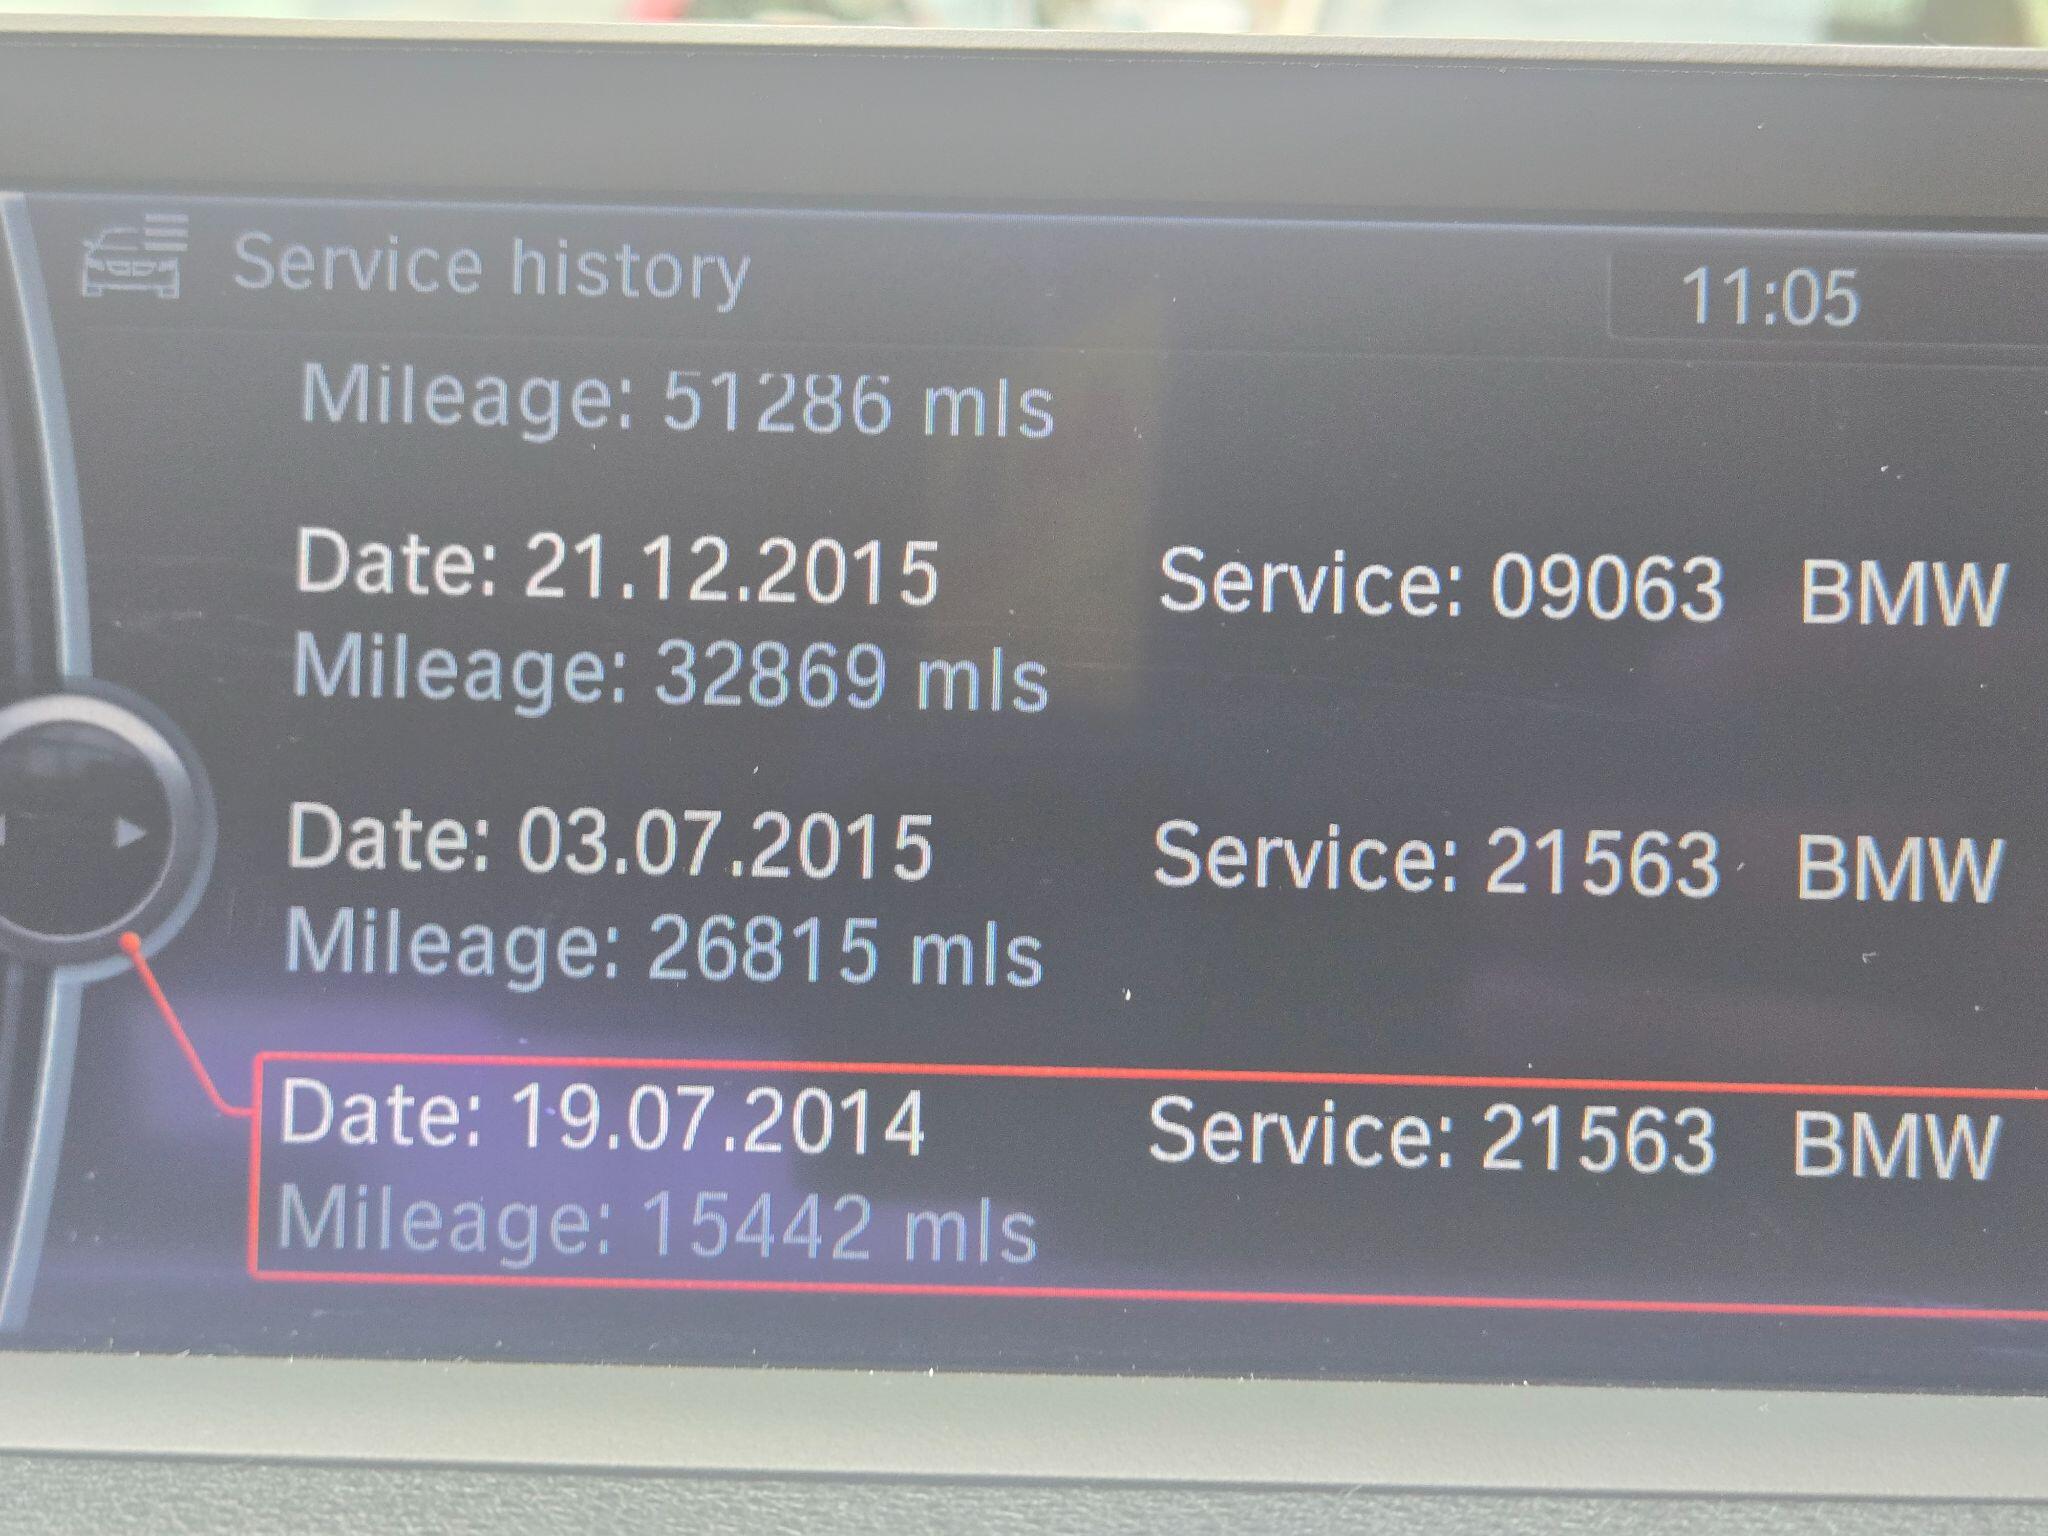 Service history 11:05
Mileage: 51286 mls
Date: 21.12.2015 Service: 09063 BMW
Mileage: 32869 mls
Date: 03.07.2015 Service: 21563 BMW
Mileage: 26815 mls
Date: 19.07.2014 Service: 21563 BMW
Mileage: 15442 mls